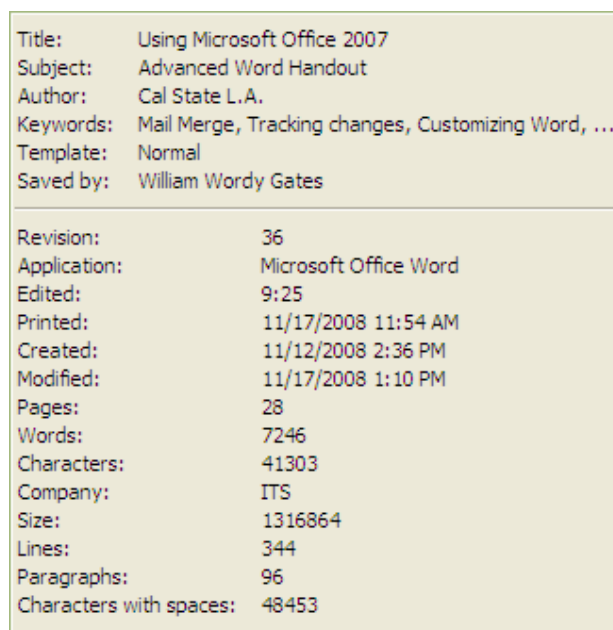 Title: Using Microsoft Office 2007
Subject: Advanced Word Handout
Author: Cal State L.A.
Keywords: Mail Merge, Tracking changes, Customizing Word, ...
Template: Normal
Saved by: William Wordy Gates
Revision: 36
Application: Microsoft Office Word
Edited: 9:25
Printed: 11/17/2008 11:54 AM
Created: 11/12/2008 2:36 PM
Modified: 11/17/2008 1:10 PM
Pages: 28
Words: 7246
Characters: 41303
Company: ITS
Size: 1316864
Lines: 344
Paragraphs: 96
Characters with spaces: 48453